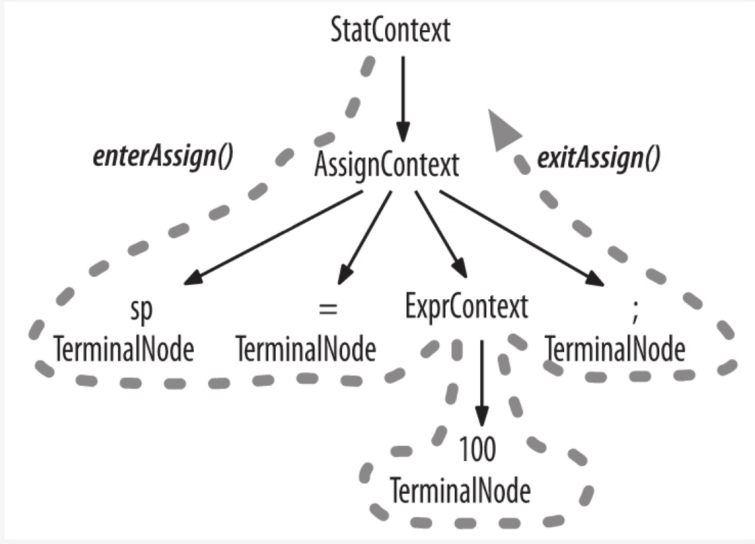 StatContext
enterAssign()
AssignContext
exitAssign()
sp
TerminalNode
=
TerminalNode
ExprContext
;
TerminalNode
100
TerminalNode